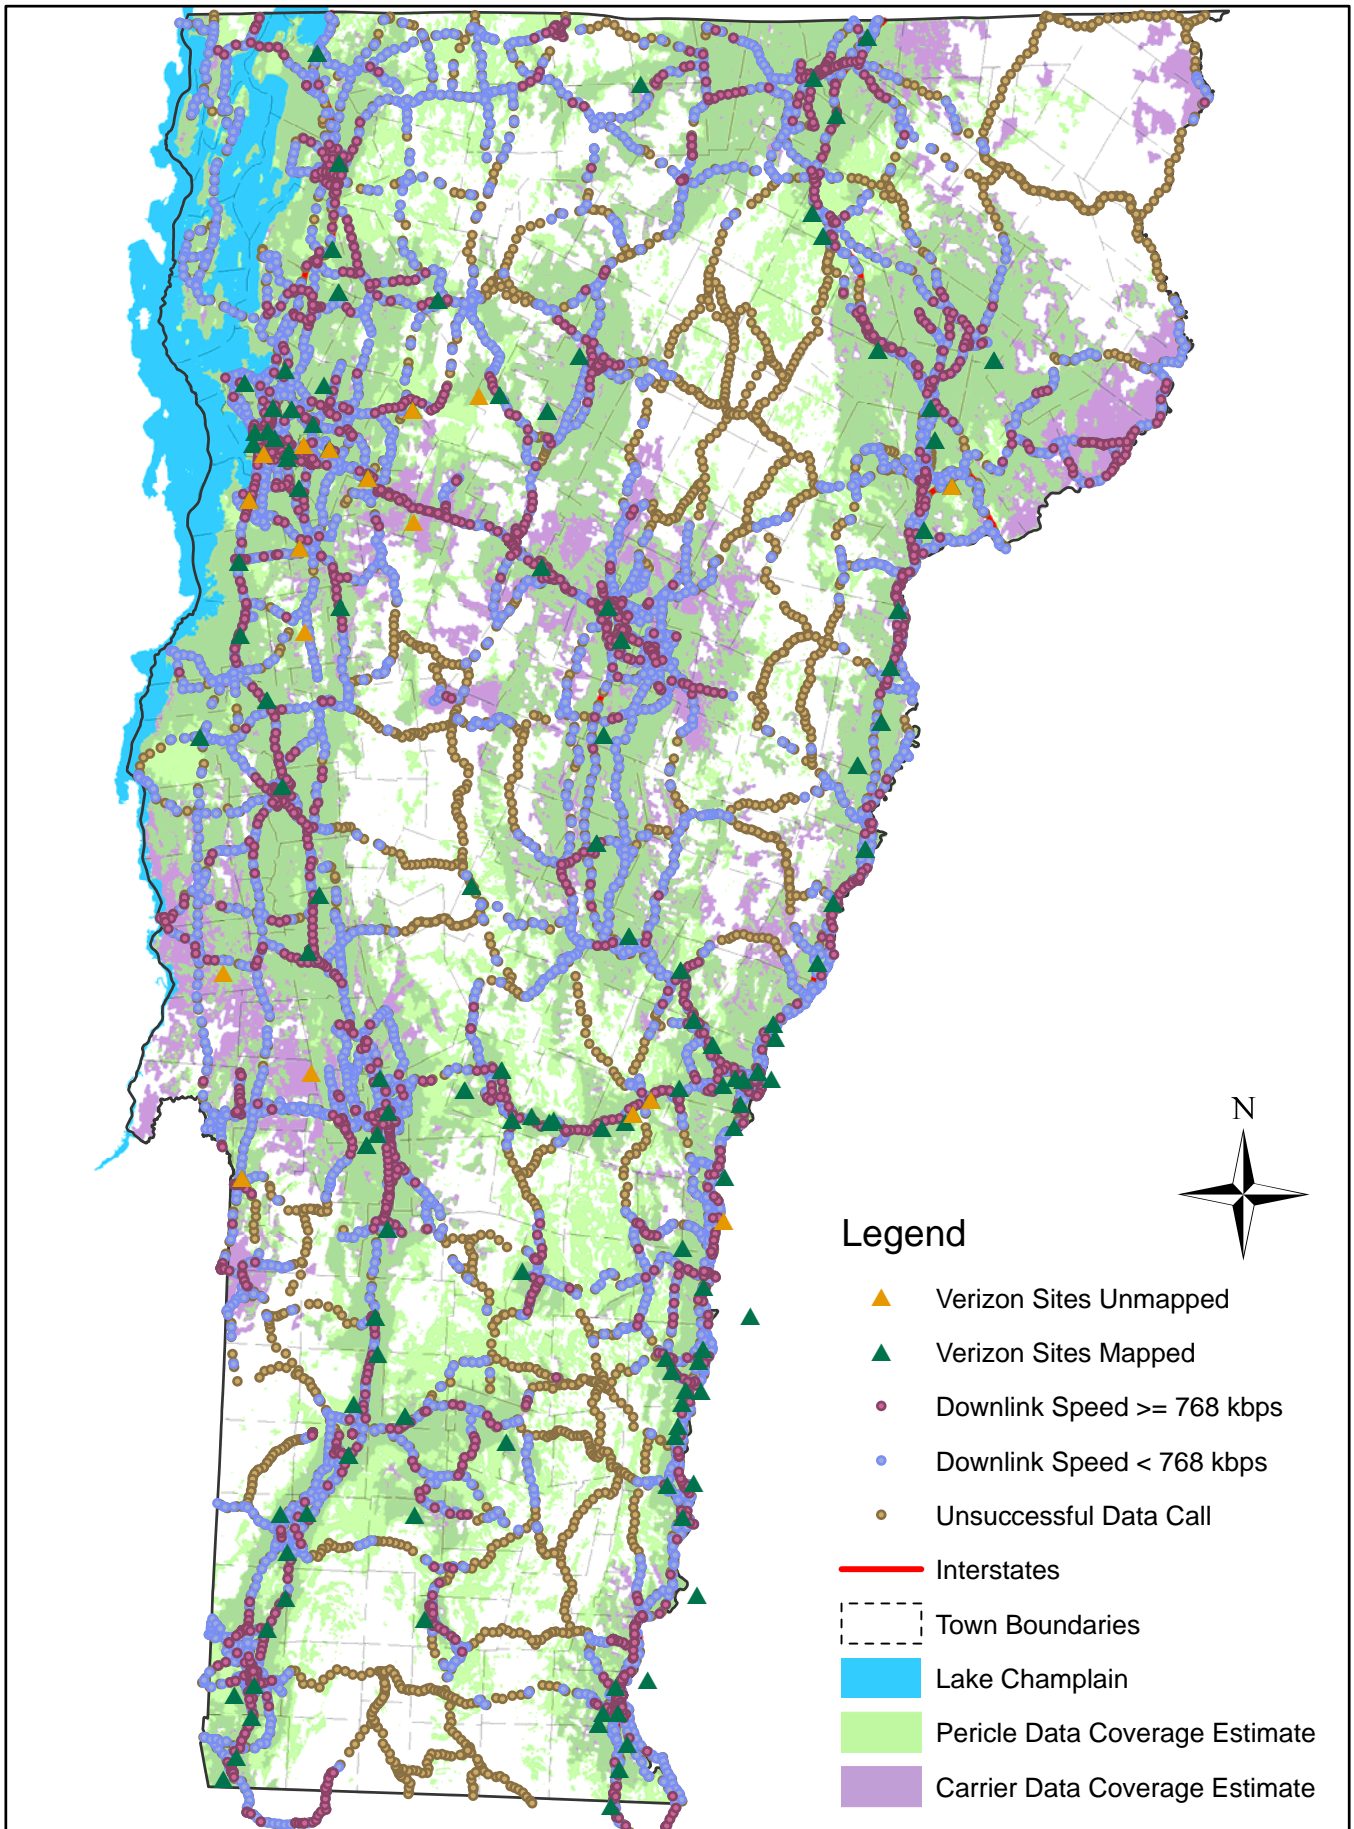 N
Legend
Verizon Sites Unmapped
Verizon Sites Mapped
Downlink Speed >= 768 kbps
Downlink Speed < 768 kbps
Unsuccessful Data Call
Interstates
Town Boundaries
Lake Champlain
Pericle Data Coverage Estimate
Carrier Data Coverage Estimate